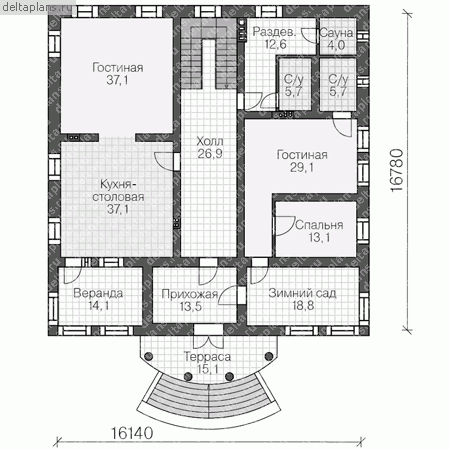 deltaplans.ru
Гостиная
37,1
Раздев.
12,6
Сауна
4,0
С/у
5,7
С/у
5,7
Холл
26,9
Гостиная
29,1
Кухня-
столовая
37,1
Спальня
13,1
Веранда
14,1
Прихожая
13,5
Зимний сад
18,8
Терраса
15,1
16780
16140